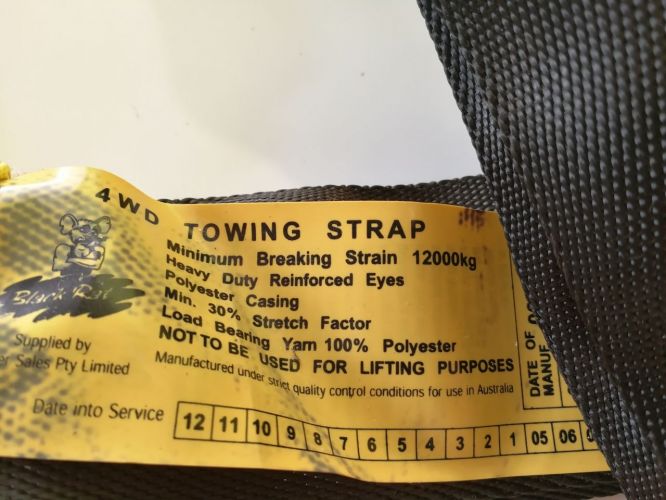 4WD TOWING STRAP
Minimum Breaking Strain 12000kg
Heavy Duty Reinforced Eyes
Polyester Casing
Min. 30% Stretch Factor
Load Bearing Yarn 100% Polyester
NOT TO BE USED FOR LIFTING PURPOSES
Manufactured under strict quality control conditions for use in Australia
Black Rat
Supplied by
Sales Pty Limited
Date into Service
12 11 10 9 8 7 6 5 4 3 2 1 05 06
DATE OF
MANUF